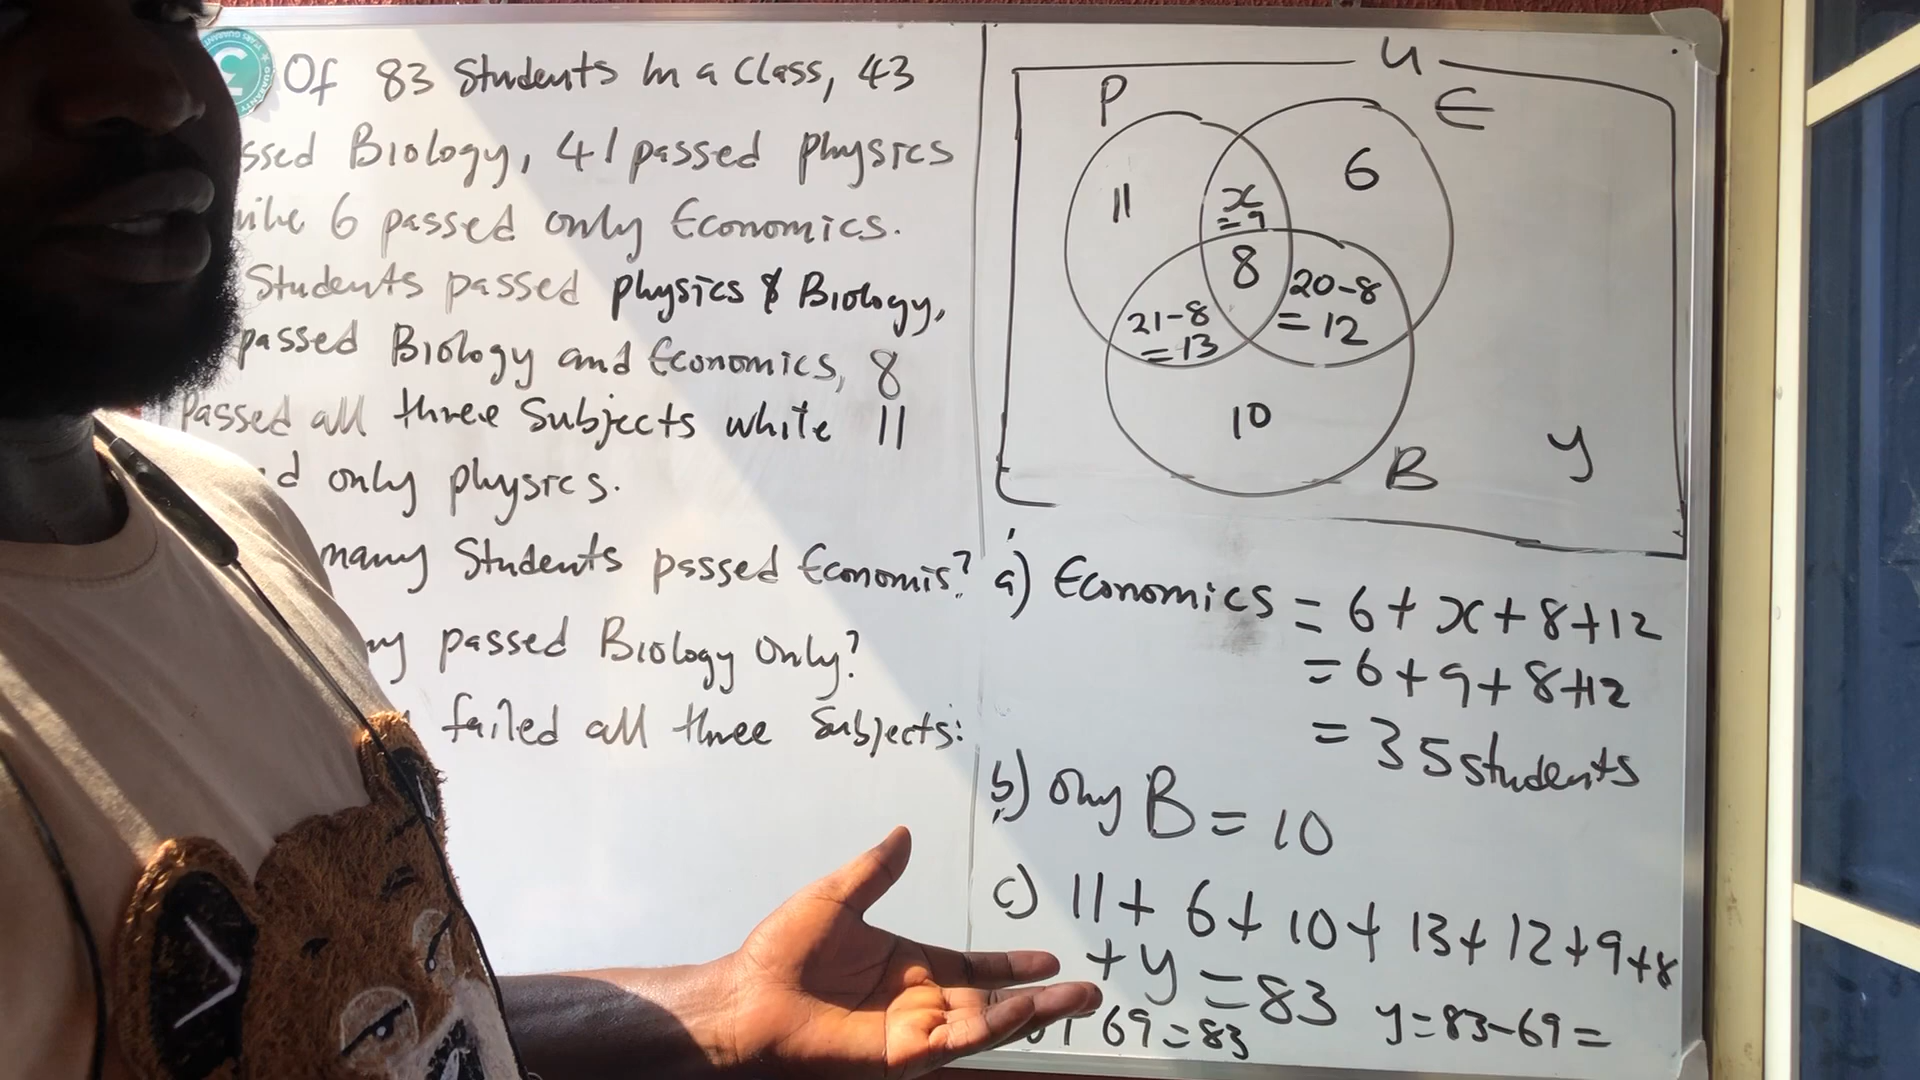 Of 83 Students in a Class, 43
ssed Biology, 41 passed physics
6 passed only Economics.
Students passed physics & Biology,
passed Biology and Economics, 8
Passed all three Subjects while 11
d only physics.
many Students passed Economis?
ny passed Biology Only?
failed all three Subjects:
U
P
E
11
x
= 9
6
8
20-8
= 12
21-8
= 13
10
B
y
a) Economics = 6 + x + 8 + 12
= 6 + 9 + 8 + 12
= 35 students
b) Only B = 10
c) 11 + 6 + 10 + 13 + 12 + 9 + 8
+ y = 83
69 = 83 y = 83 - 69 =